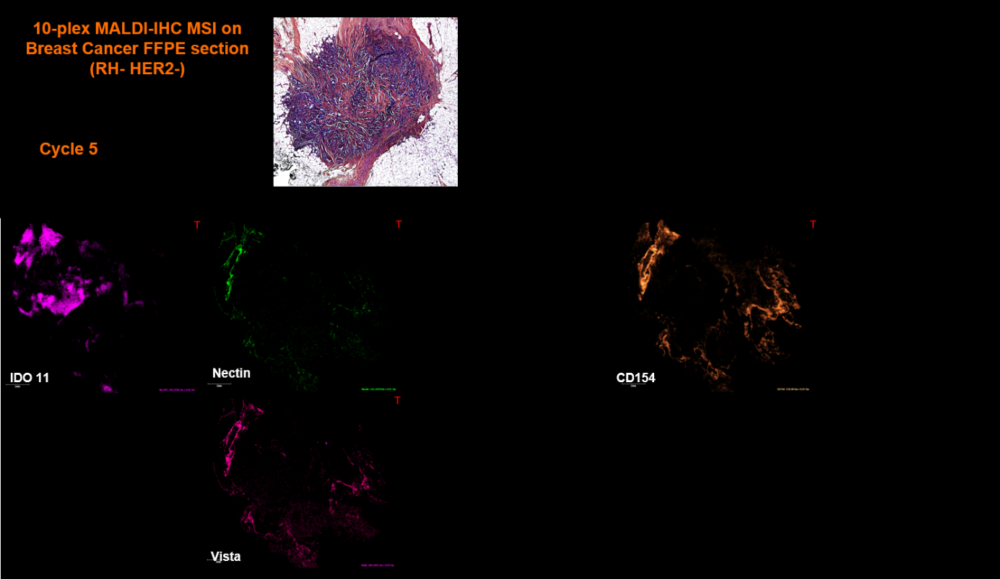 10-plex MALDI-IHC MSI on
Breast Cancer FFPE section
(RH- HER2-)
Cycle 5
T
T
T
IDO 11
Nectin
CD154
T
Vista